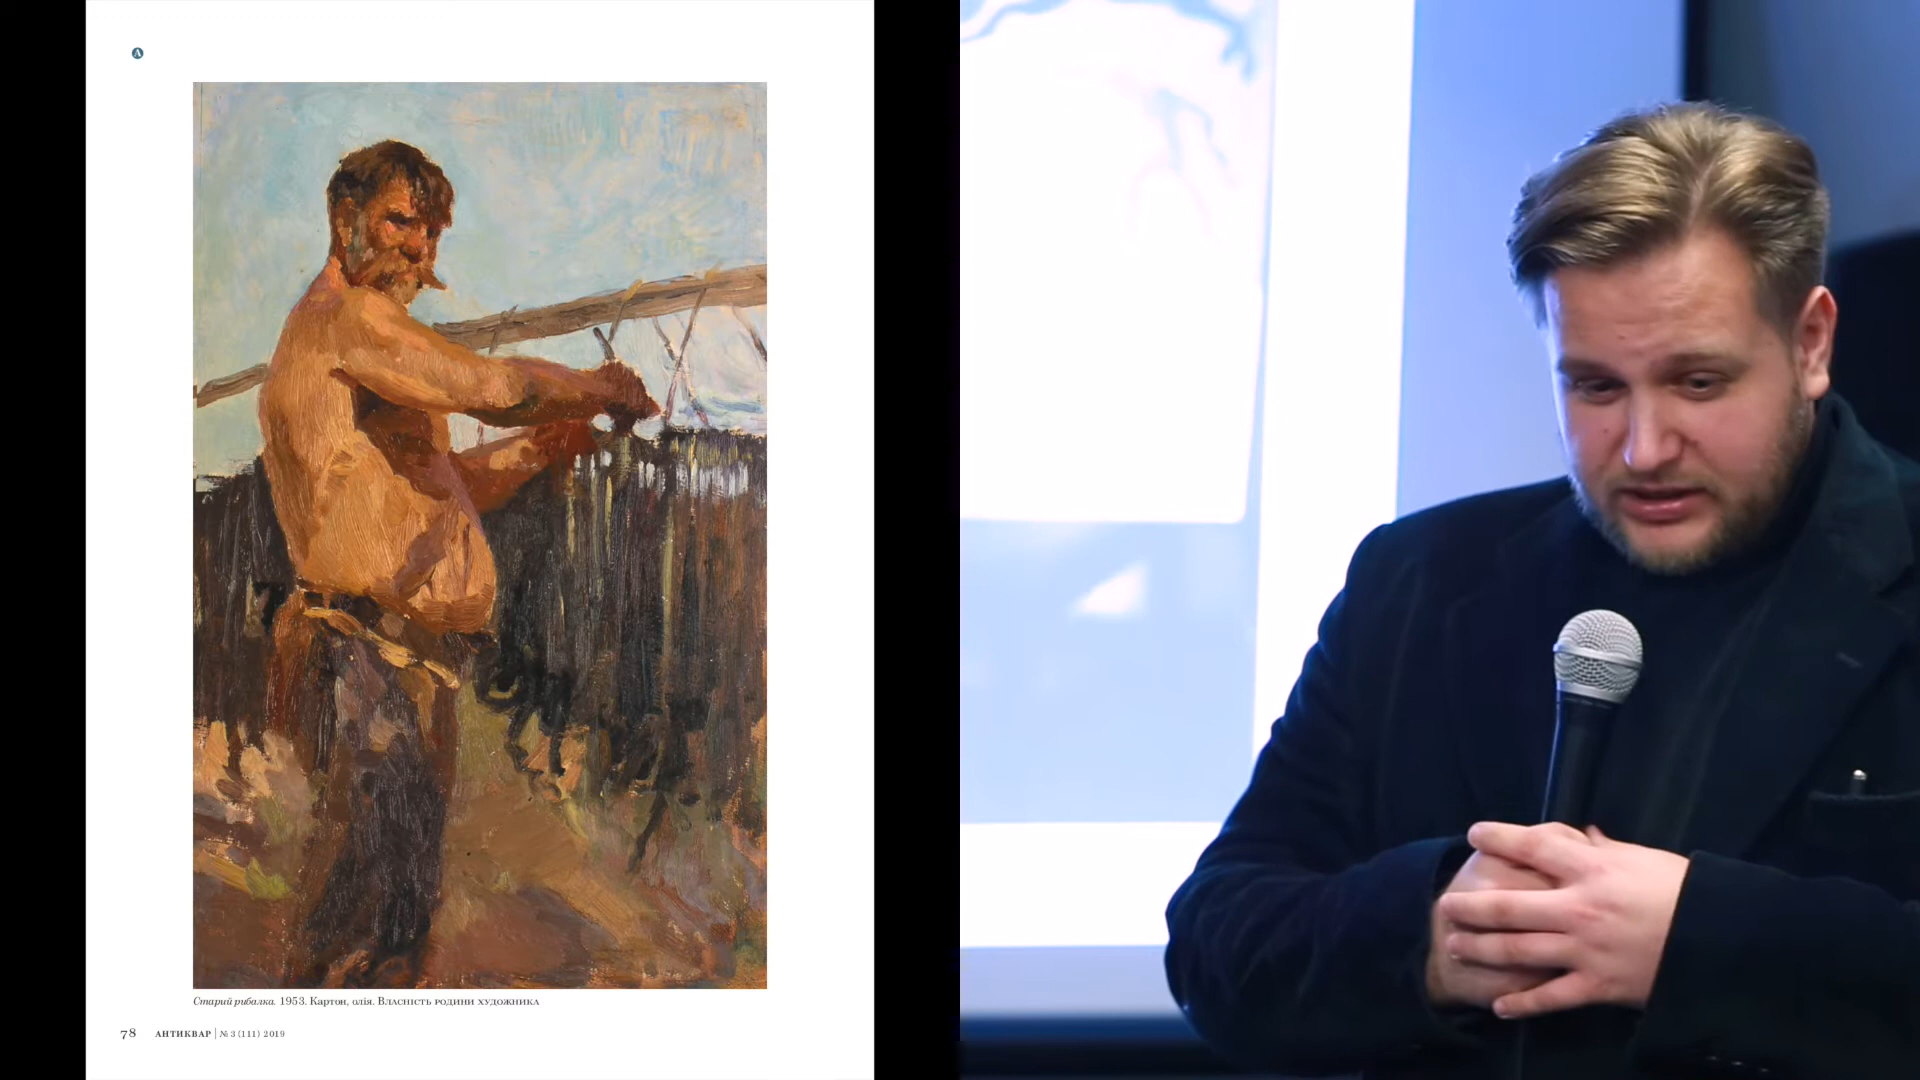 A
Старий рибалка. 1953. Картон, олія. Власність родини художника
78 АНТИКВАР | № 3 (111) 2019